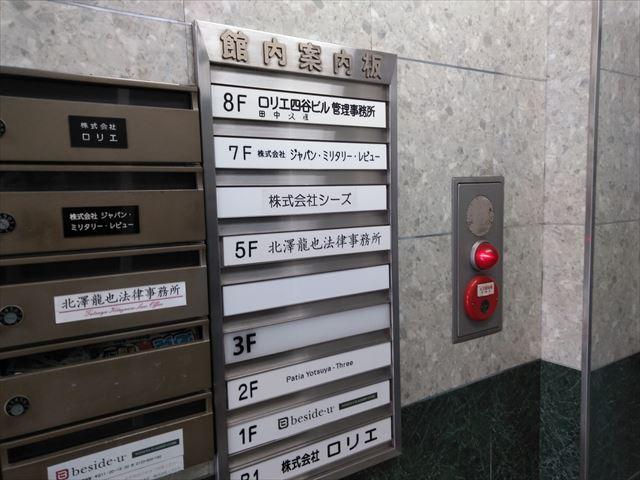 館内案内板
8F ロリエ四谷ビル 管理事務所
7F 株式会社 ジャパン・ミリタリー・レビュー
株式会社シーズ
5F 北澤龍也法律事務所
3F
2F Patia Yotsuya - Three
1F B beside-u
B1 株式会社 ロリエ
株式会社
ロリエ
株式会社 ジャパン・
ミリタリー・レビュー
北澤龍也法律事務所
B beside-u